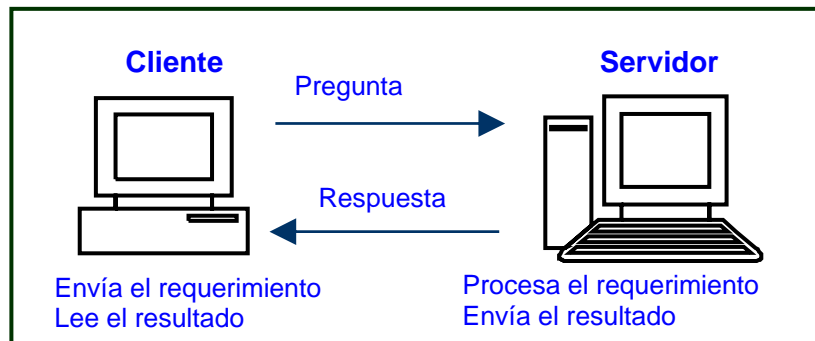 Cliente
Servidor
Pregunta
Respuesta
Envía el requerimiento
Lee el resultado
Procesa el requerimiento
Envía el resultado